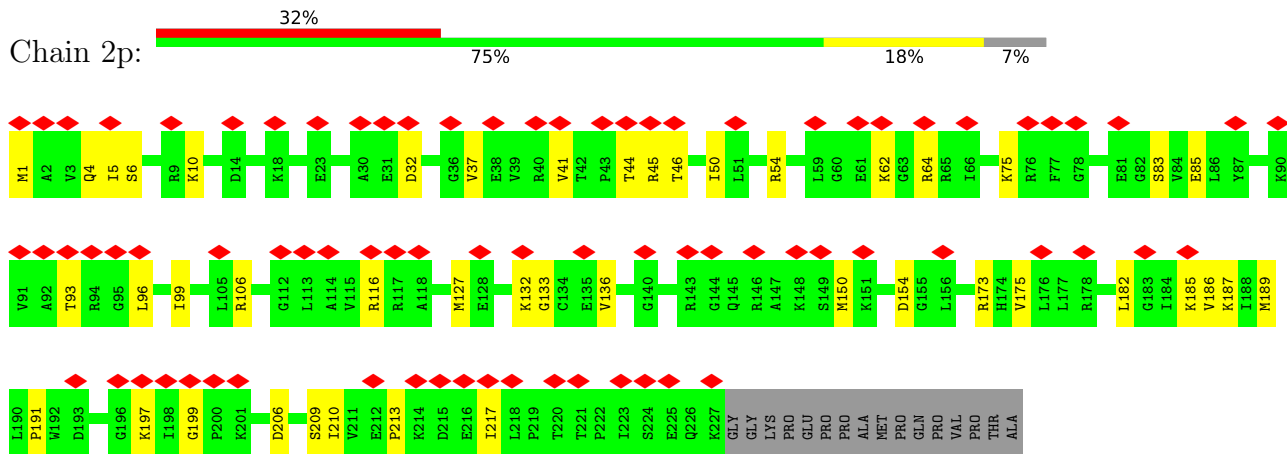 32%
Chain 2p:
75% 18% 7%
M1 A2 V3 Q4 I5 S6 R9 K10 D14 K18 E23 A30 E31 D32 G36 V37 E38 V39 R40 V41 T42 P43 T44 R45 T46 I50 L51 R54 L59 G60 E61 K62 G63 R64 R65 I66 K75 R76 F77 G78 E81 G82 S83 V84 E85 L86 Y87 K90
V91 A92 T93 R94 G95 L96 I99 L105 R106 G112 L113 A114 V115 R116 R117 A118 M127 E128 K132 G133 C134 E135 V136 G140 R143 G144 Q145 R146 A147 K148 S149 M150 K151 D154 G155 L156 R173 H174 V175 L176 L177 R178 L182 G183 I184 K185 V186 K187 I188 M189
L190 P191 W192 D193 G196 K197 I198 G199 P200 K201 D206 S209 I210 V211 E212 P213 K214 D215 E216 I217 L218 P219 T220 T221 P222 I223 S224 E225 Q226 K227 GLY GLY LYS PRO PRO GLU PRO PRO ALA MET PRO GLN PRO VAL PRO THR ALA